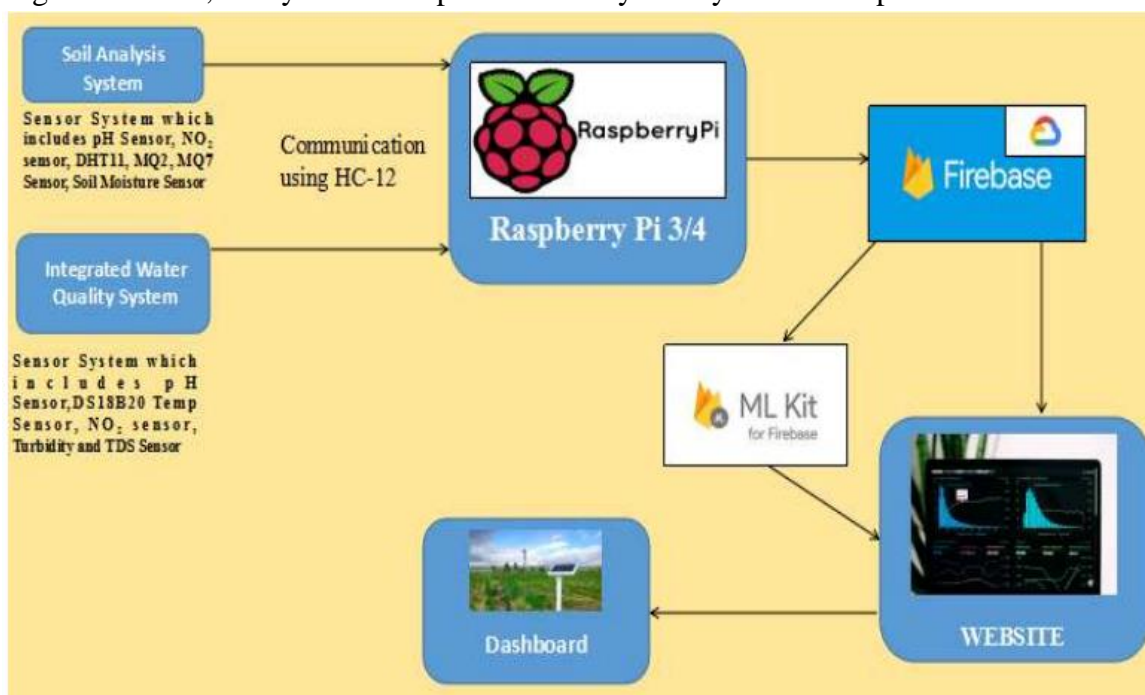 Soil Analysis
System
Sensor System which
includes pH Sensor, NO₂
sensor, DHT11, MQ2, MQ7
Sensor, Soil Moisture Sensor
Communication
using HC-12
RaspberryPi
Raspberry Pi 3/4
Firebase
Integrated Water
Quality System
Sensor System which
includes pH
Sensor,DS18B20 Temp
Sensor, NO₂ sensor,
Turbidity and TDS Sensor
ML Kit
for Firebase
Dashboard
WEBSITE